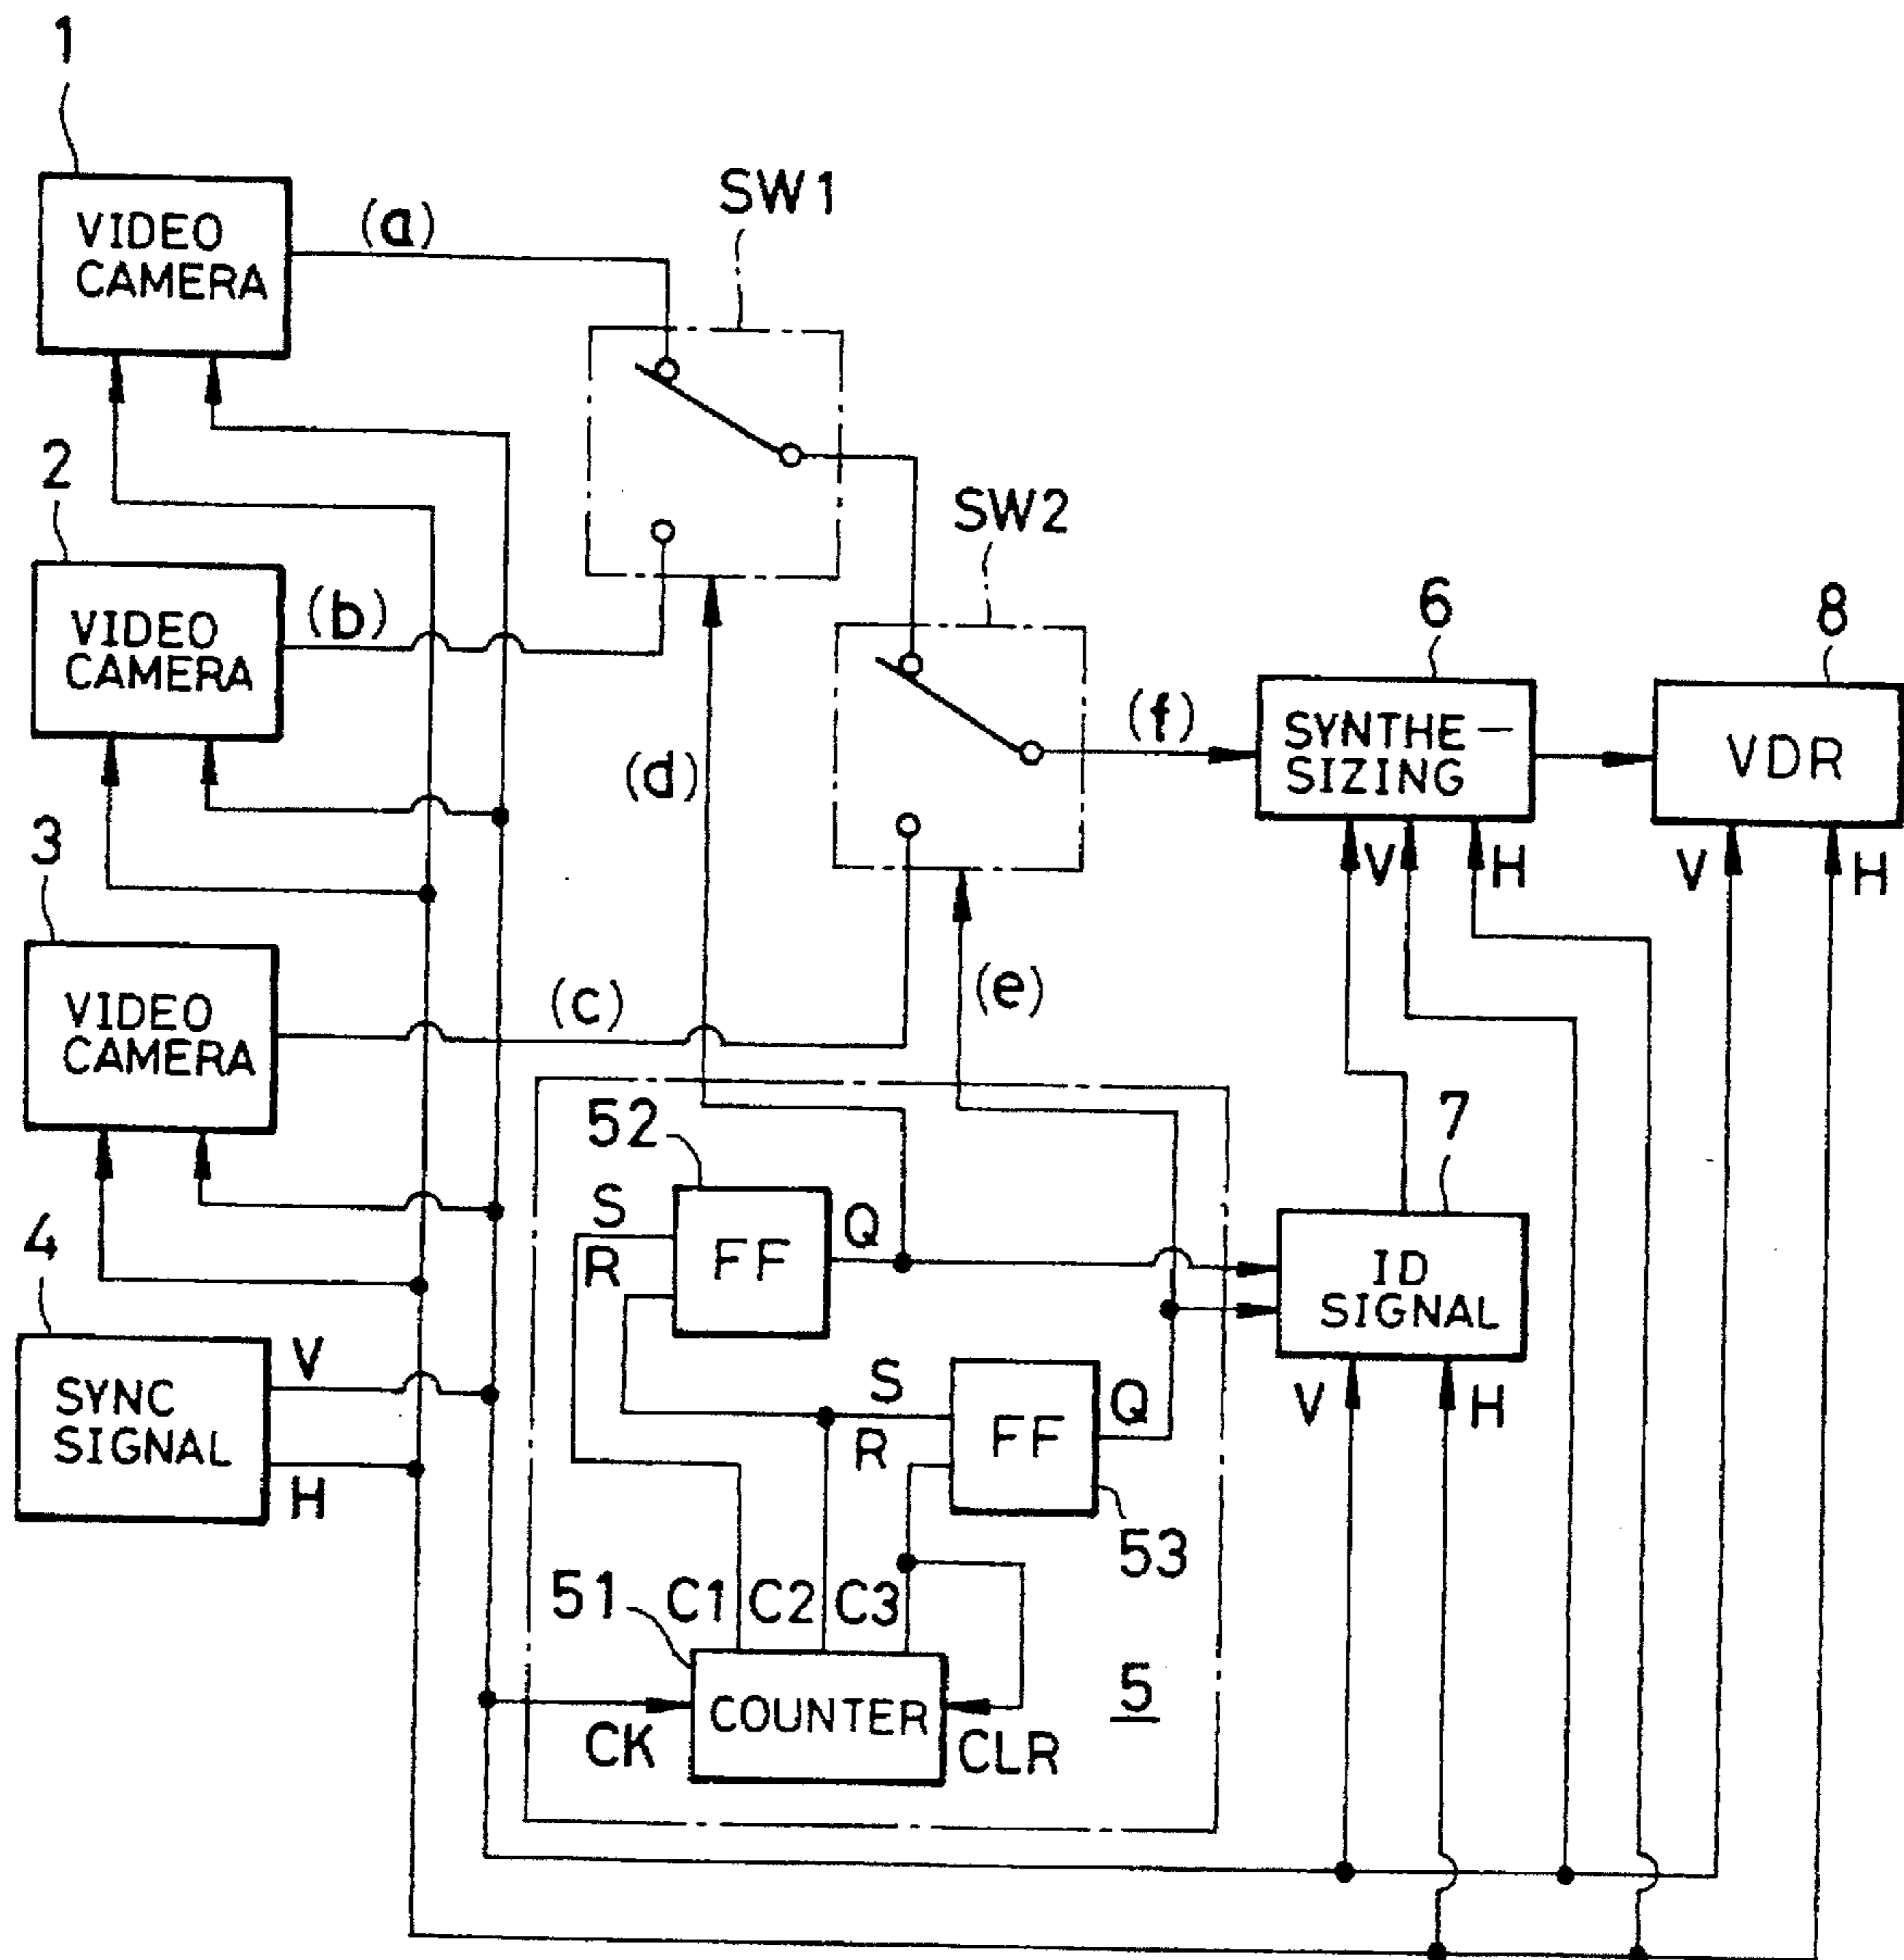 1
VIDEO
CAMERA
(a)
SW1
2
VIDEO
CAMERA
(b)
SW2
(d)
(f)
6
SYNTHE-
SIZING
8
VDR
V
H
V
H
3
VIDEO
CAMERA
(c)
(e)
4
SYNC
SIGNAL
V
H
52
S
R
FF
Q
7
ID
SIGNAL
V
H
S
R
FF
Q
53
51
C1
C2
C3
COUNTER
CK
CLR
5